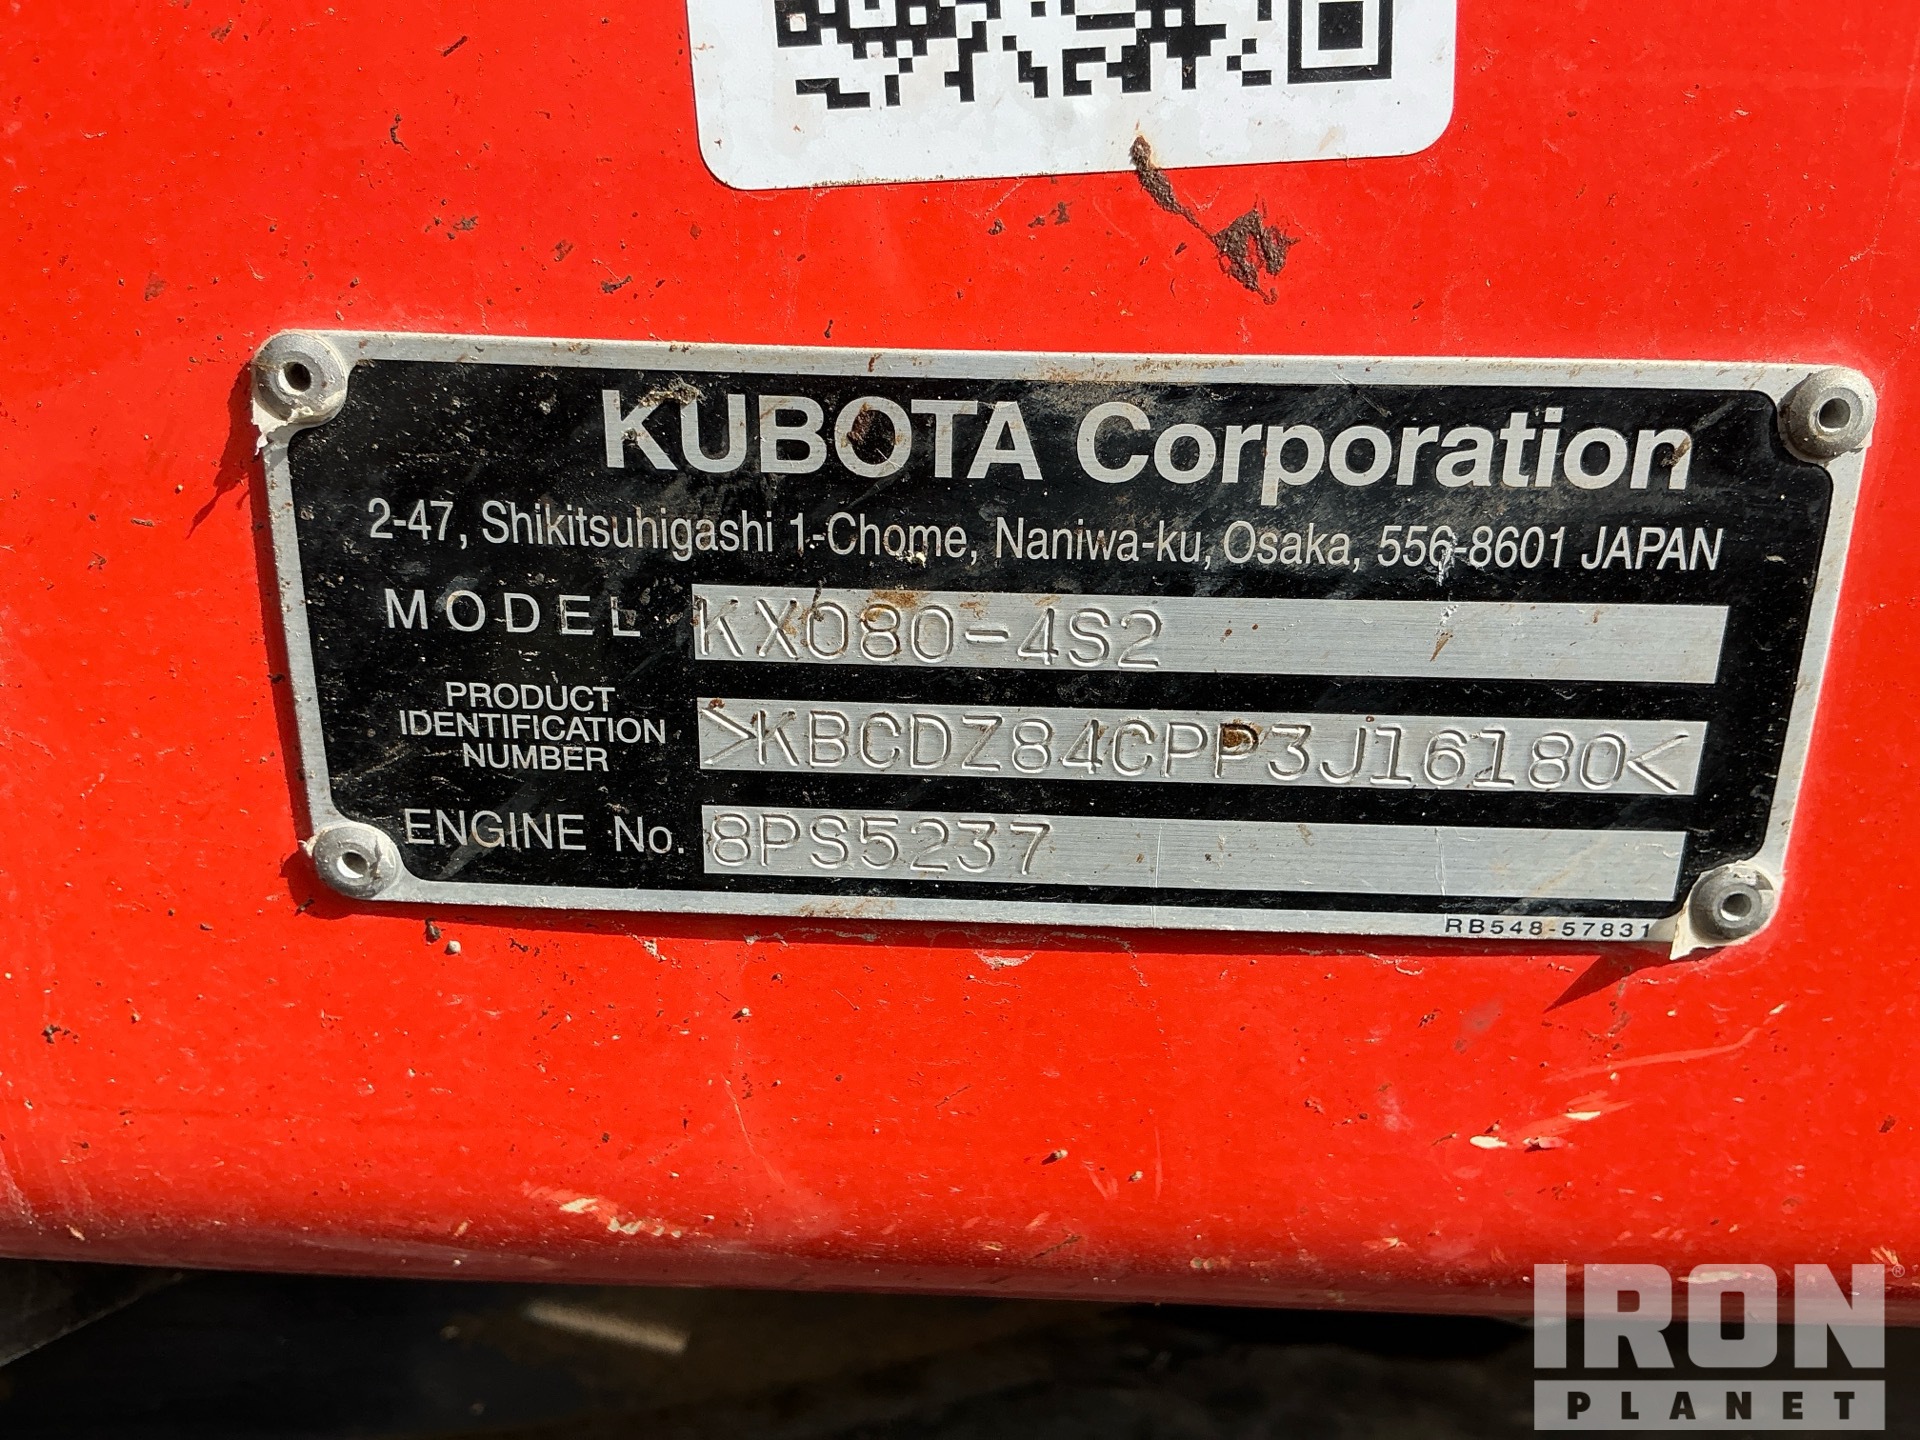 KUBOTA Corporation
2-47, Shikitsuhigashi 1-Chome, Naniwa-ku, Osaka, 556-8601 JAPAN
MODEL KX080-4S2
PRODUCT
IDENTIFICATION
NUMBER >KBCDZ84CPP3J16180<
ENGINE No. 8PS5237
RB548-57831
IRON®
PLANET